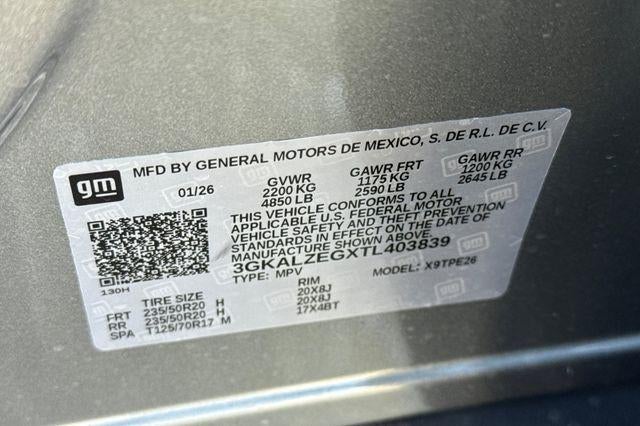 gm
MFD BY GENERAL MOTORS DE MEXICO, S. DE R.L. DE C.V.
01/26 GVWR GAWR FRT GAWR RR
2200 KG 1175 KG 1200 KG
4850 LB 2590 LB 2645 LB
THIS VEHICLE CONFORMS TO ALL
APPLICABLE U.S. FEDERAL MOTOR
VEHICLE SAFETY AND THEFT PREVENTION
STANDARDS IN EFFECT ON THE DATE OF
MANUFACTURE SHOWN ABOVE.
3GKALZEGXTL403839
TYPE: MPV MODEL: X9TPE26
130H
TIRE SIZE RIM
FRT 235/50R20 H 20X8J
RR 235/50R20 H 20X8J
SPA T125/70R17 M 17X4BT